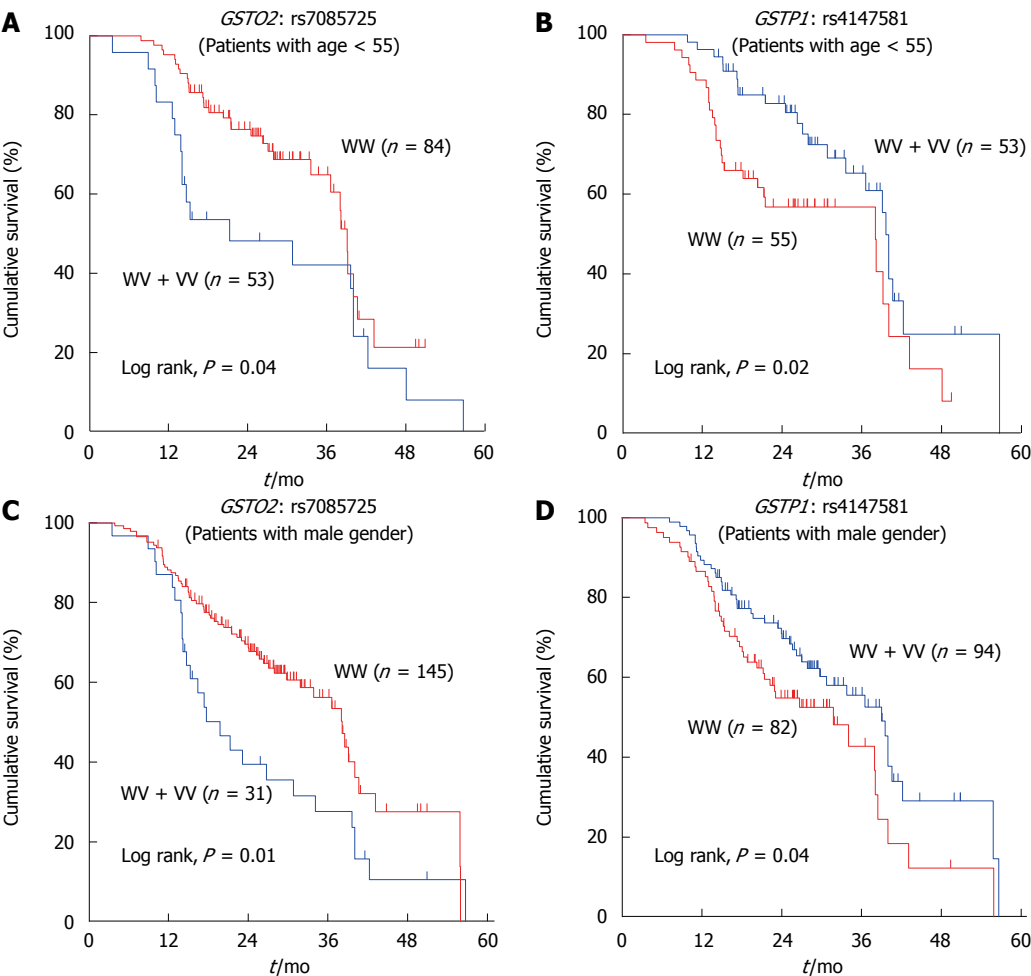 A
GSTO2: rs7085725
(Patients with age < 55)
100
80
60
40
20
0
Cumulative survival (%)
WW (n = 84)
WV + VV (n = 53)
Log rank, P = 0.04
0 12 24 36 48 60
t/mo
B
GSTP1: rs4147581
(Patients with age < 55)
100
80
60
40
20
0
Cumulative survival (%)
WV + VV (n = 53)
WW (n = 55)
Log rank, P = 0.02
0 12 24 36 48 60
t/mo
C
GSTO2: rs7085725
(Patients with male gender)
100
80
60
40
20
0
Cumulative survival (%)
WW (n = 145)
WV + VV (n = 31)
Log rank, P = 0.01
0 12 24 36 48 60
t/mo
D
GSTP1: rs4147581
(Patients with male gender)
100
80
60
40
20
0
Cumulative survival (%)
WV + VV (n = 94)
WW (n = 82)
Log rank, P = 0.04
0 12 24 36 48 60
t/mo